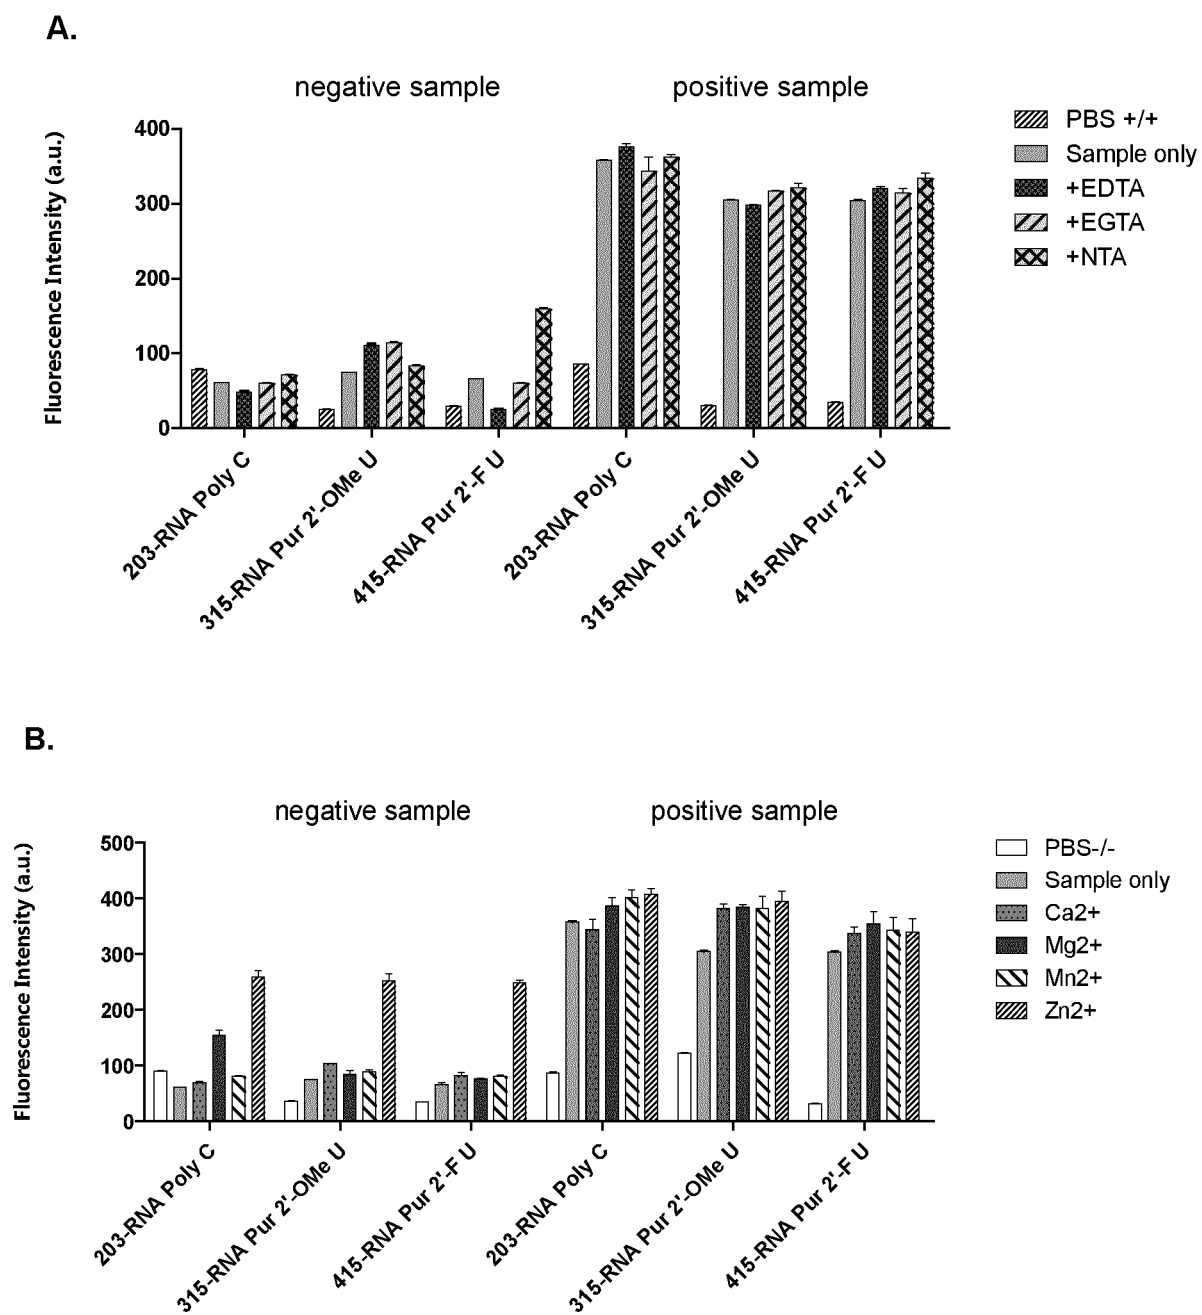 A.
negative sample
positive sample
Fluorescence Intensity (a.u.)
400
300
200
100
0
203-RNA Poly C
315-RNA Pur 2'-OMe U
415-RNA Pur 2'-F U
203-RNA Poly C
315-RNA Pur 2'-OMe U
415-RNA Pur 2'-F U
PBS +/+
Sample only
+EDTA
+EGTA
+NTA
B.
negative sample
positive sample
Fluorescence Intensity (a.u.)
500
400
300
200
100
0
203-RNA Poly C
315-RNA Pur 2'-OMe U
415-RNA Pur 2'-F U
203-RNA Poly C
315-RNA Pur 2'-OMe U
415-RNA Pur 2'-F U
PBS-/-
Sample only
Ca2+
Mg2+
Mn2+
Zn2+